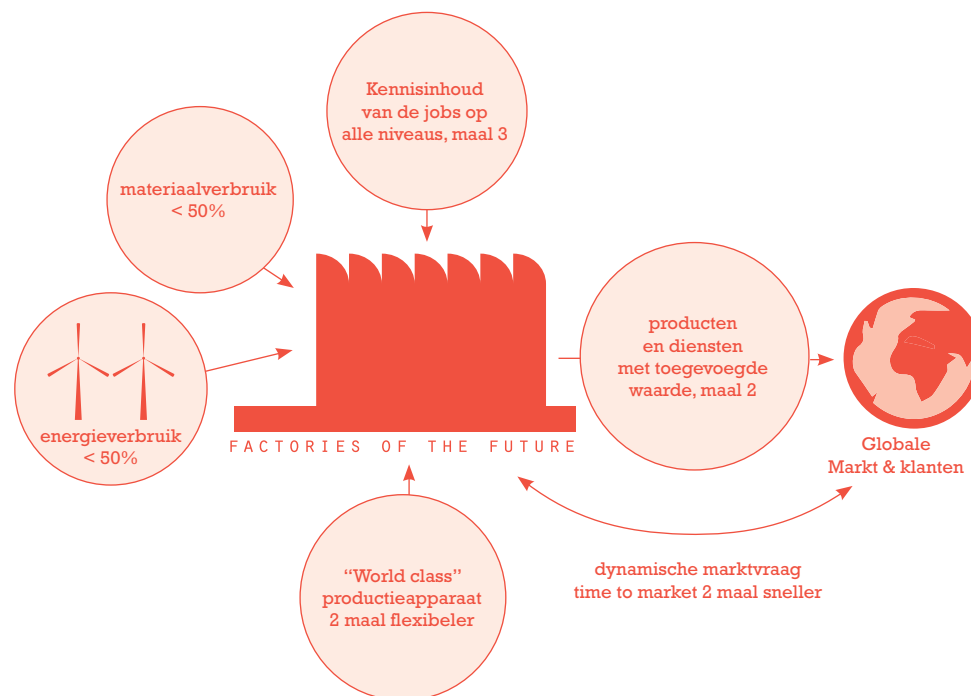 Kennisinhoud
van de jobs op
alle niveaus, maal 3
materiaalverbruik
< 50%
energieverbruik
< 50%
producten
en diensten
met toegevoegde
waarde, maal 2
FACTORIES OF THE FUTURE
Globale
Markt & klanten
“World class”
productieapparaat
2 maal flexibeler
dynamische marktvraag
time to market 2 maal sneller